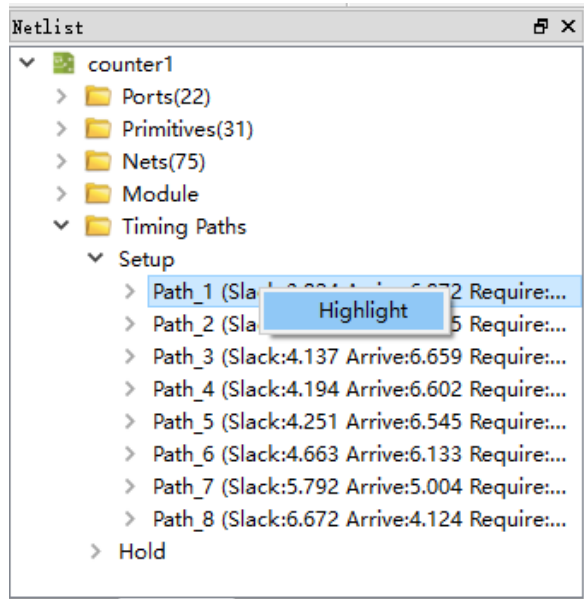 Netlist
counter1
Ports(22)
Primitives(31)
Nets(75)
Module
Timing Paths
Setup
Path_1 (Sla 2 Require:...
Highlight
Path_2 (Sla 5 Require:...
Path_3 (Slack:4.137 Arrive:6.659 Require:...
Path_4 (Slack:4.194 Arrive:6.602 Require:...
Path_5 (Slack:4.251 Arrive:6.545 Require:...
Path_6 (Slack:4.663 Arrive:6.133 Require:...
Path_7 (Slack:5.792 Arrive:5.004 Require:...
Path_8 (Slack:6.672 Arrive:4.124 Require:...
Hold